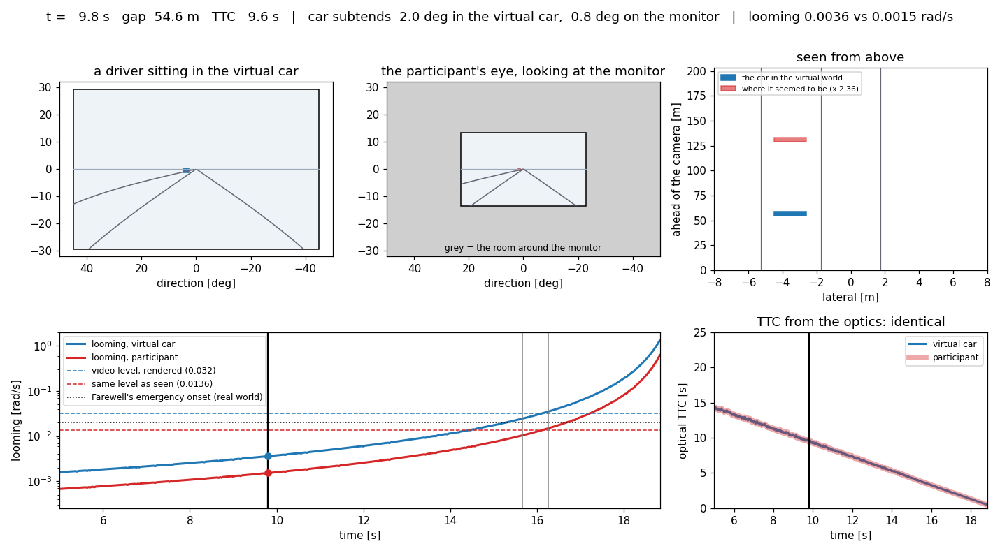 t =   9.8 s   gap  54.6 m   TTC   9.6 s   |   car subtends  2.0 deg in the virtual car,  0.8 deg on the monitor   |   looming 0.0036 vs 0.0015 rad/s
a driver sitting in the virtual car
30
20
10
0
−10
−20
−30
40
20
0
−20
−40
direction [deg]
the participant's eye, looking at the monitor
30
20
10
0
−10
−20
−30
grey = the room around the monitor
40
20
0
−20
−40
direction [deg]
seen from above
the car in the virtual world
where it seemed to be (x 2.36)
ahead of the camera [m]
200
175
150
125
100
75
50
25
0
−8
−6
−4
−2
0
2
4
6
8
lateral [m]
looming [rad/s]
10⁰
10⁻¹
10⁻²
10⁻³
looming, virtual car
looming, participant
video level, rendered (0.032)
same level as seen (0.0136)
Farewell's emergency onset (real world)
6
8
10
12
14
16
18
time [s]
TTC from the optics: identical
virtual car
participant
optical TTC [s]
25
20
15
10
5
0
6
8
10
12
14
16
18
time [s]